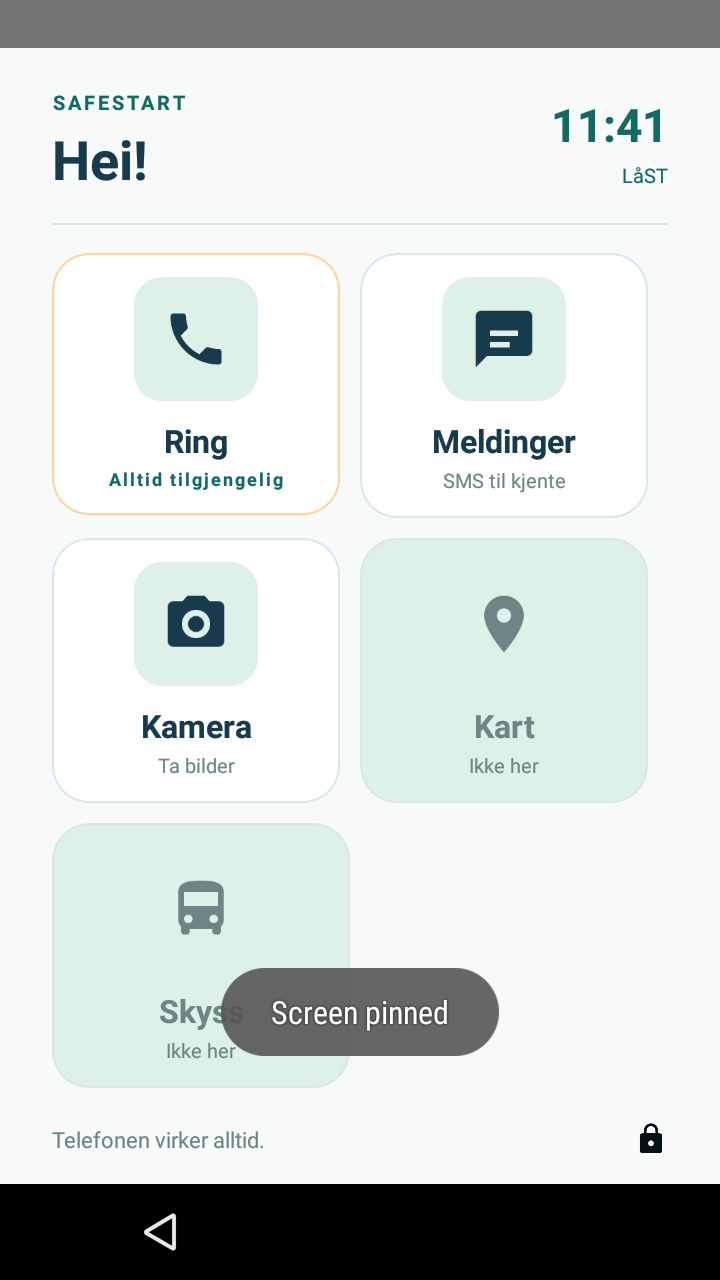 SAFESTART
Hei!
11:41
LåST
Ring
Alltid tilgjengelig
Meldinger
SMS til kjente
Kamera
Ta bilder
Kart
Ikke her
Skyss
Screen pinned
Ikke her
Telefonen virker alltid.